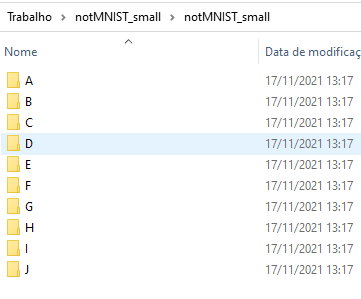 Trabalho > notMNIST_small > notMNIST_small
Nome Data de modificaç
A 17/11/2021 13:17
B 17/11/2021 13:17
C 17/11/2021 13:17
D 17/11/2021 13:17
E 17/11/2021 13:17
F 17/11/2021 13:17
G 17/11/2021 13:17
H 17/11/2021 13:17
I 17/11/2021 13:17
J 17/11/2021 13:17